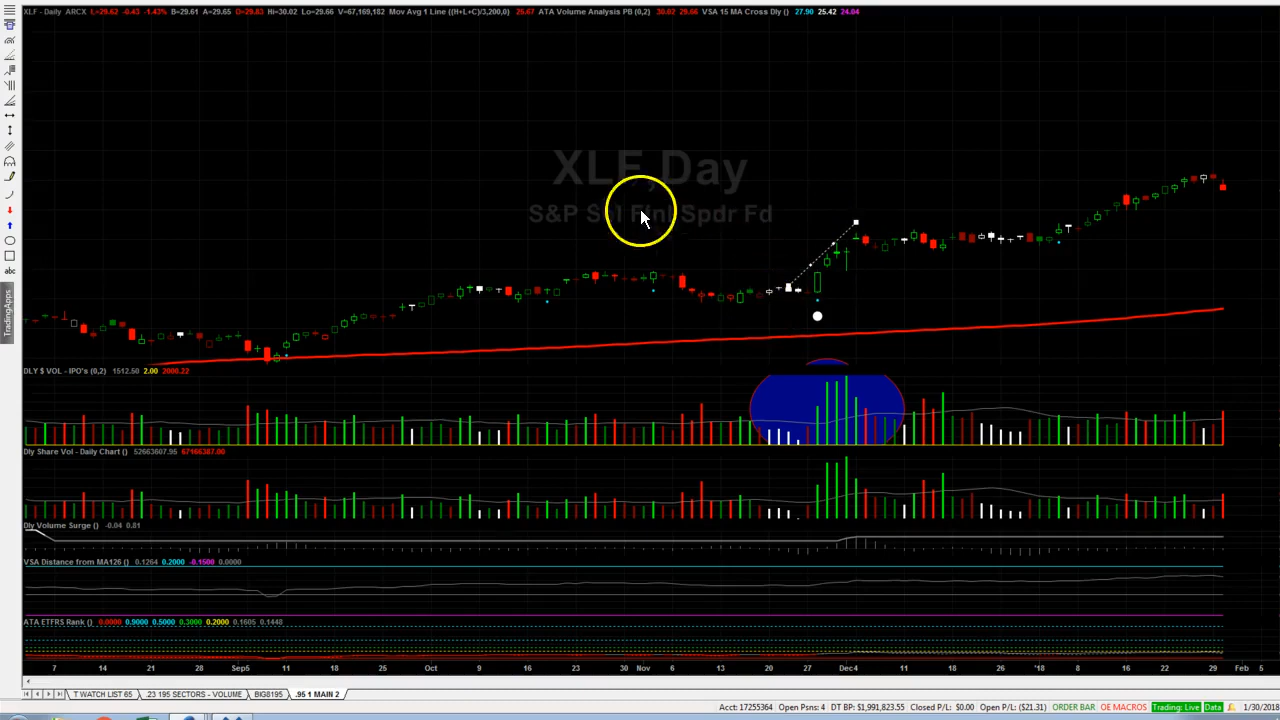 XLF - Daily ARCX L=29.62 -0.43 -1.43% B=29.61 A=29.65 O=29.83 Hi=30.02 Lo=29.66 V=67,169,182 Mov Avg 1 Line ((H+L+C)/3,200,0) 25.67 ATA Volume Analysis PB (0,2) 30.02 29.66 VSA 15 MA Cross Dly () 27.90 25.42 24.04
XLF,Day
Spdr Fd
TradingApps
abc
DLY $ VOL - IPO's (0,2) 1512.50 2.00 2000.22
Dly Share Vol - Daily Chart () 52663607.95 67166387.00
Dly Volume Surge () -0.04 0.81
VSA Distance from MA126 () 0.1264 0.2000 -0.1500 0.0000
ATA ETFRS Rank () 0.0000 0.9000 0.5000 0.3000 0.2000 0.1605 0.1448
7 14 21 28 Sep5 11 18 25 Oct 9 16 23 30 Nov 6 13 20 27 Dec4 11 18 26 '18 8 16 22 29 Feb 5
T WATCH LIST 65 .23 195 SECTORS - VOLUME BIG8195 .95 1 MAIN 2
Acct: 17255364 Open Psns: 4 DT BP: $1,991,823.55 Closed P/L: $0.00 Open P/L: ($21.31) ORDER BAR OE MACROS Trading: Live Data 1/30/2018